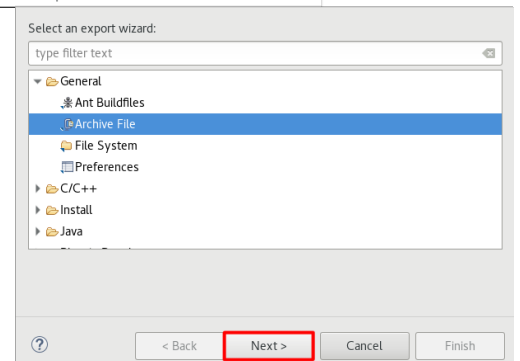 Select an export wizard:
type filter text
General
Ant Buildfiles
Archive File
File System
Preferences
C/C++
Install
Java
?
< Back
Next >
Cancel
Finish